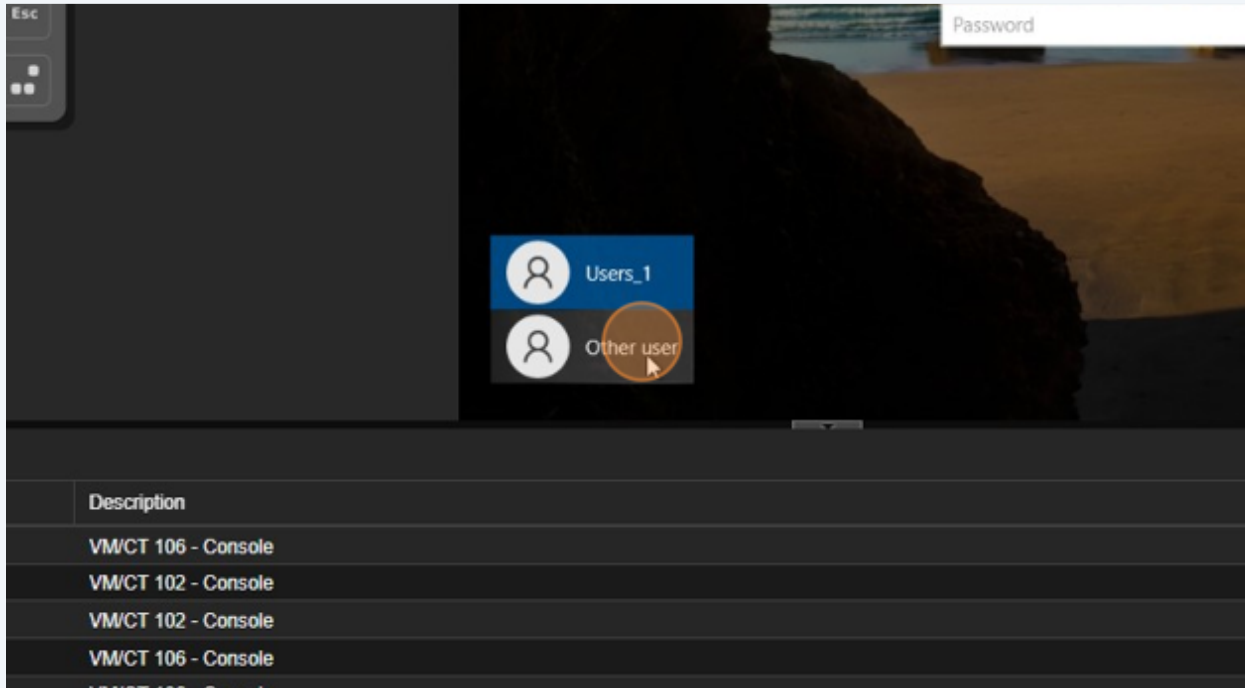 Esc
Password
Users_1
Other user
Description
VM/CT 106 - Console
VM/CT 102 - Console
VM/CT 102 - Console
VM/CT 106 - Console